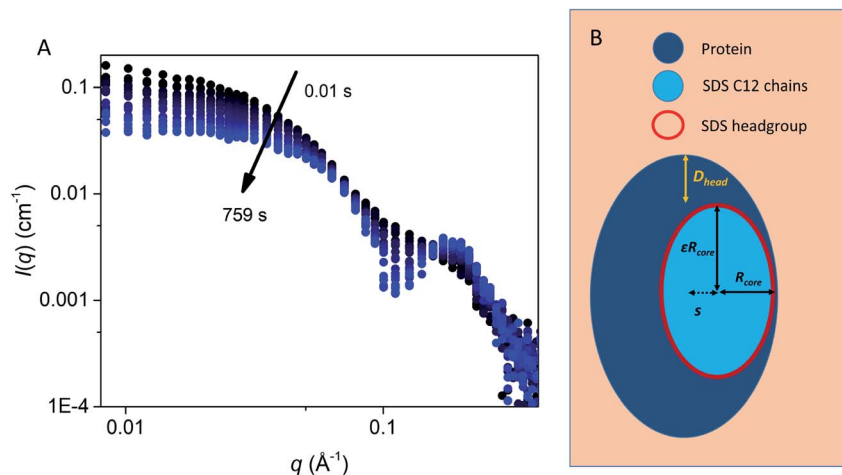 A
I(q) (cm⁻¹)
0.1
0.01
0.001
1E-4
0.01 s
759 s
0.01
0.1
q (Å⁻¹)
B
Protein
SDS C12 chains
SDS headgroup
D_head
εR_core
R_core
s